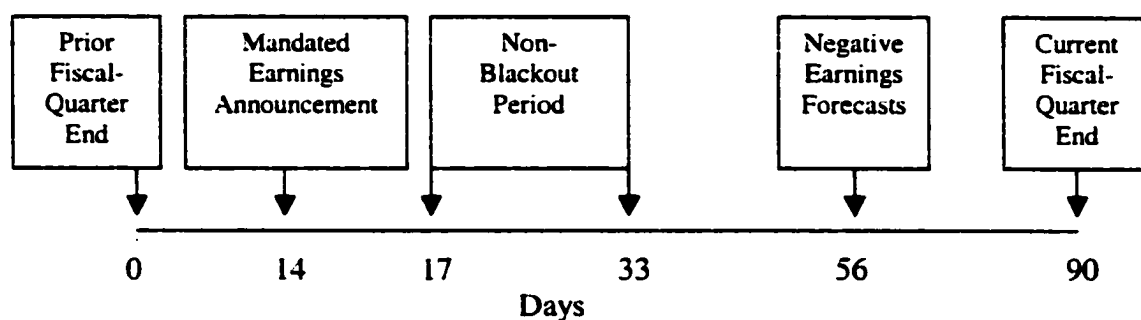 Prior
Fiscal-
Quarter
End
Mandated
Earnings
Announcement
Non-
Blackout
Period
Negative
Earnings
Forecasts
Current
Fiscal-
Quarter
End
0 14 17 33 56 90
Days